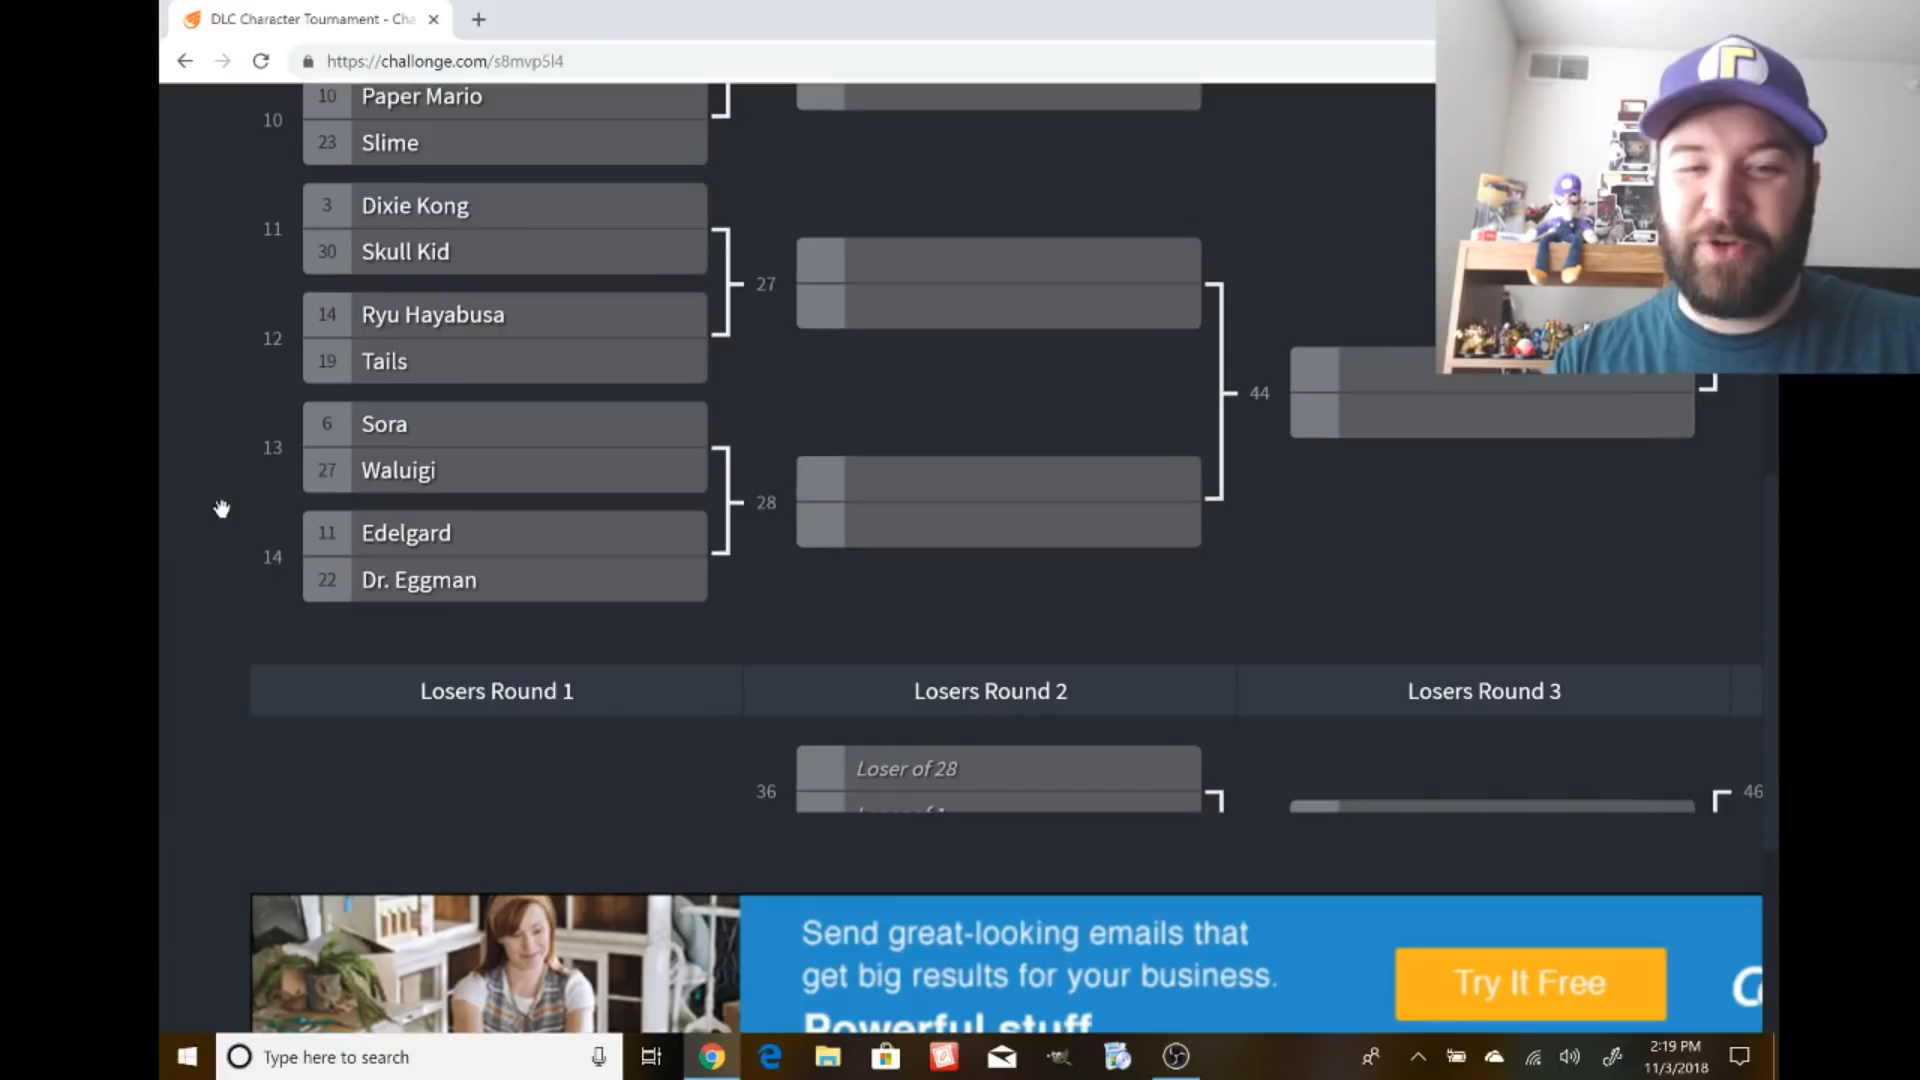 DLC Character Tournament - Cha
https://challonge.com/s8mvp5l4
10 Paper Mario
10
23 Slime
3 Dixie Kong
11
30 Skull Kid
27
14 Ryu Hayabusa
12
19 Tails
44
6 Sora
13
27 Waluigi
28
11 Edelgard
14
22 Dr. Eggman
Losers Round 1
Losers Round 2
Losers Round 3
Loser of 28
36
46
Send great-looking emails that
get big results for your business.
Powerful stuff
Try It Free
Type here to search
2:19 PM
11/3/2018